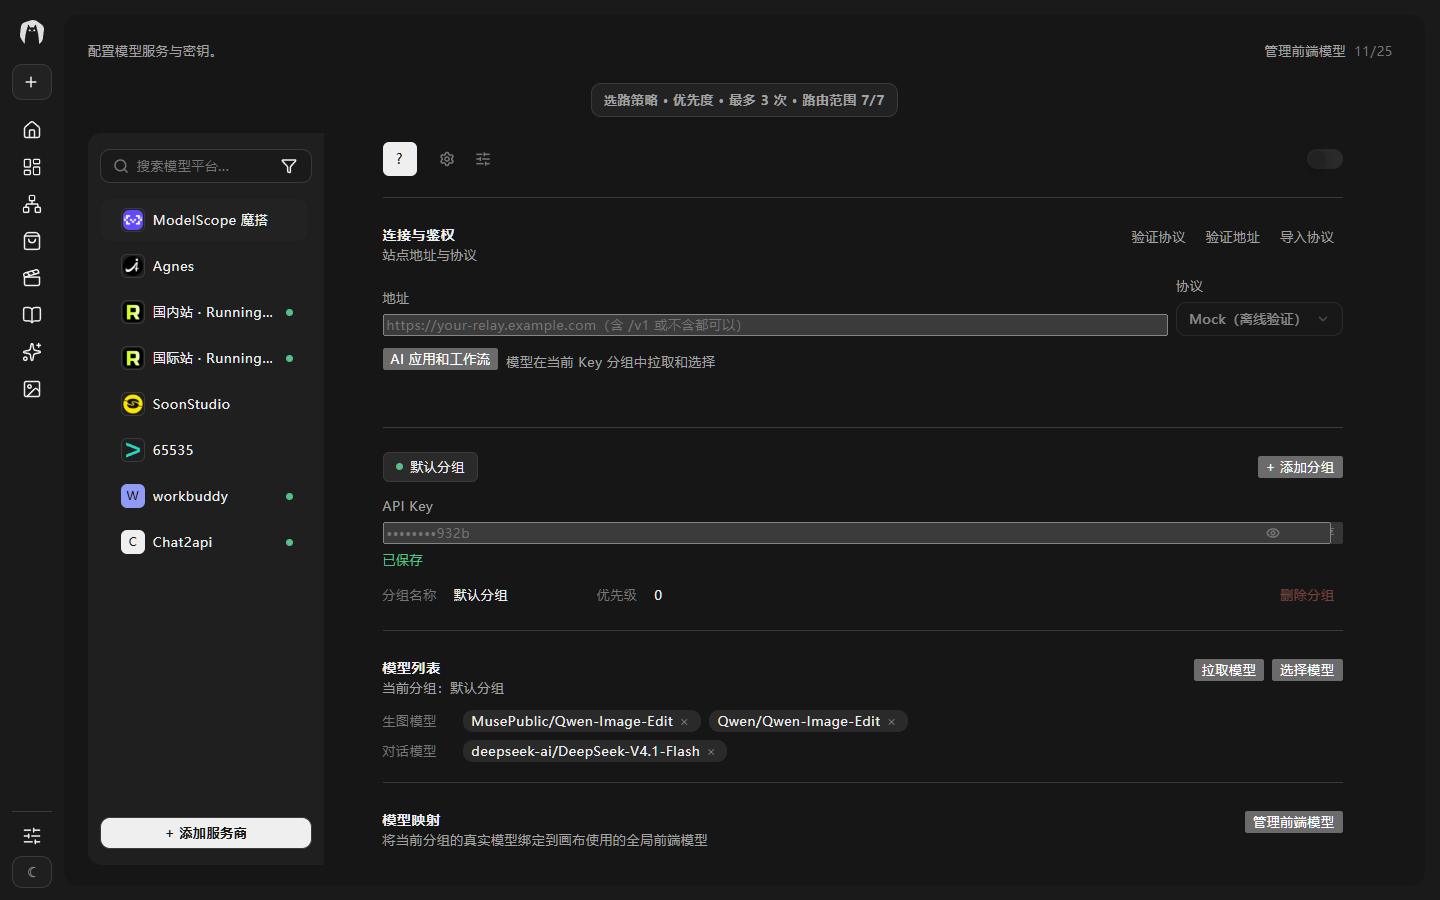 配置模型服务与密钥。
管理前端模型 11/25
选路策略 • 优先度 • 最多 3 次 • 路由范围 7/7
搜索模型平台...
ModelScope 魔搭
Agnes
国内站 · Running...
国际站 · Running...
SoonStudio
65535
W workbuddy
C Chat2api
+ 添加服务商
?
连接与鉴权
站点地址与协议
验证协议 验证地址 导入协议
地址
协议
https://your-relay.example.com（含 /v1 或不含都可以）
Mock（离线验证）
AI 应用和工作流 模型在当前 Key 分组中拉取和选择
默认分组
+ 添加分组
API Key
••••••••932b
已保存
分组名称 默认分组 优先级 0
删除分组
模型列表
当前分组：默认分组
拉取模型 选择模型
生图模型 MusePublic/Qwen-Image-Edit × Qwen/Qwen-Image-Edit ×
对话模型 deepseek-ai/DeepSeek-V4.1-Flash ×
模型映射
将当前分组的真实模型绑定到画布使用的全局前端模型
管理前端模型